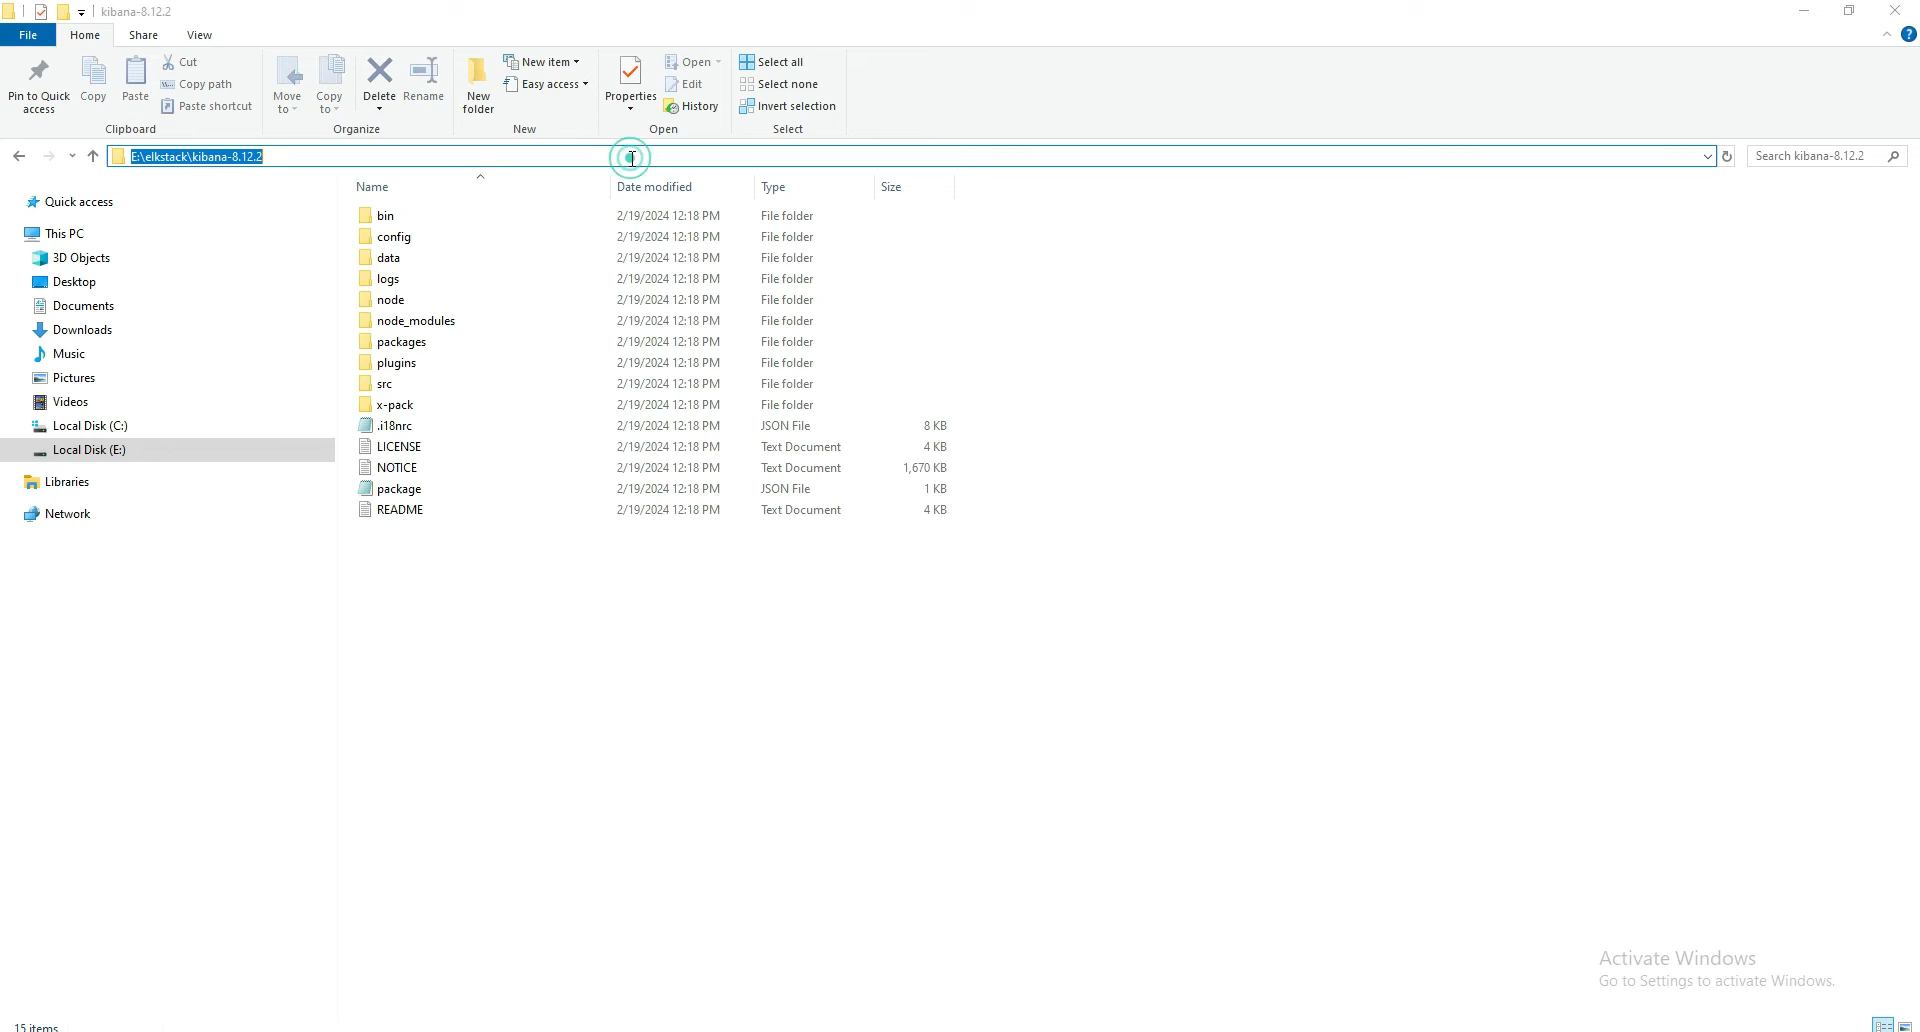 kibana-8.12.2
File Home Share View
Pin to Quick access
Copy
Paste
Cut
Copy path
Paste shortcut
Clipboard
Move to
Copy to
Delete
Rename
Organize
New folder
New item
Easy access
New
Properties
Open
Edit
History
Open
Select all
Select none
Invert selection
Select
E:\elkstack\kibana-8.12.2
Search kibana-8.12.2
Quick access
This PC
3D Objects
Desktop
Documents
Downloads
Music
Pictures
Videos
Local Disk (C:)
Local Disk (E:)
Libraries
Network
Name Date modified Type Size
bin 2/19/2024 12:18 PM File folder
config 2/19/2024 12:18 PM File folder
data 2/19/2024 12:18 PM File folder
logs 2/19/2024 12:18 PM File folder
node 2/19/2024 12:18 PM File folder
node_modules 2/19/2024 12:18 PM File folder
packages 2/19/2024 12:18 PM File folder
plugins 2/19/2024 12:18 PM File folder
src 2/19/2024 12:18 PM File folder
x-pack 2/19/2024 12:18 PM File folder
.i18nrc 2/19/2024 12:18 PM JSON File 8 KB
LICENSE 2/19/2024 12:18 PM Text Document 4 KB
NOTICE 2/19/2024 12:18 PM Text Document 1,670 KB
package 2/19/2024 12:18 PM JSON File 1 KB
README 2/19/2024 12:18 PM Text Document 4 KB
Activate Windows
Go to Settings to activate Windows.
15 items